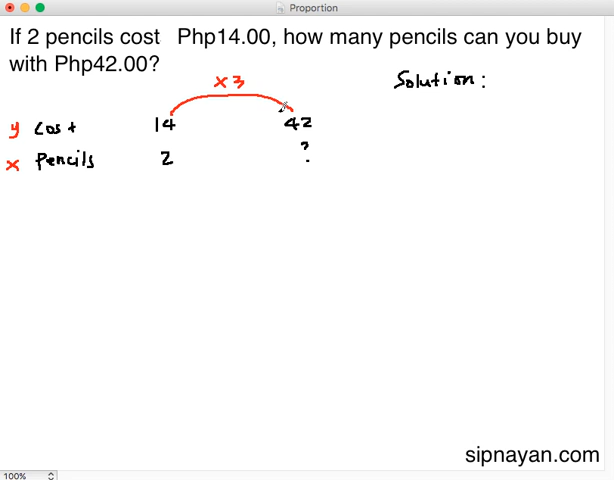 Proportion
If 2 pencils cost Php14.00, how many pencils can you buy
with Php42.00?
x3
Solution:
y Cost 14 42
x Pencils 2 ?
sipnayan.com
100%